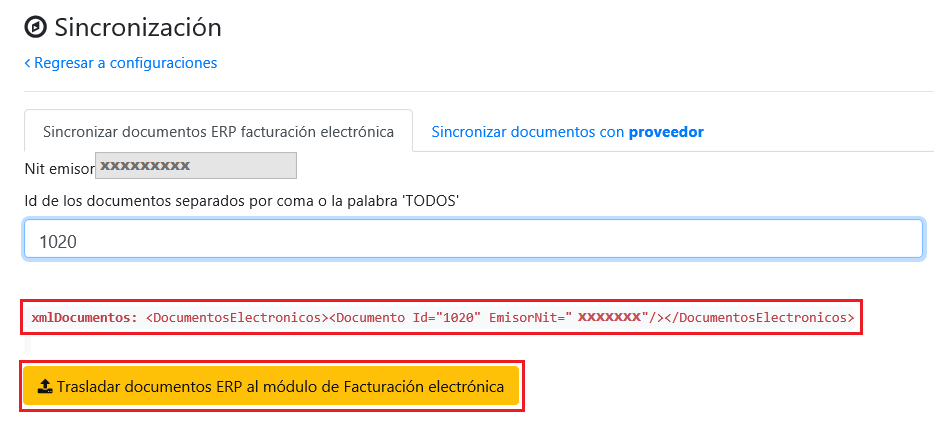 Sincronización
< Regresar a configuraciones
Sincronizar documentos ERP facturación electrónica
Sincronizar documentos con proveedor
Nit emisor xxxxxxxxx
Id de los documentos separados por coma o la palabra 'TODOS'
1020
xmlDocumentos: <DocumentosElectronicos><Documento Id="1020" EmisorNit=" xxxxxxx"/></DocumentosElectronicos>
Trasladar documentos ERP al módulo de Facturación electrónica